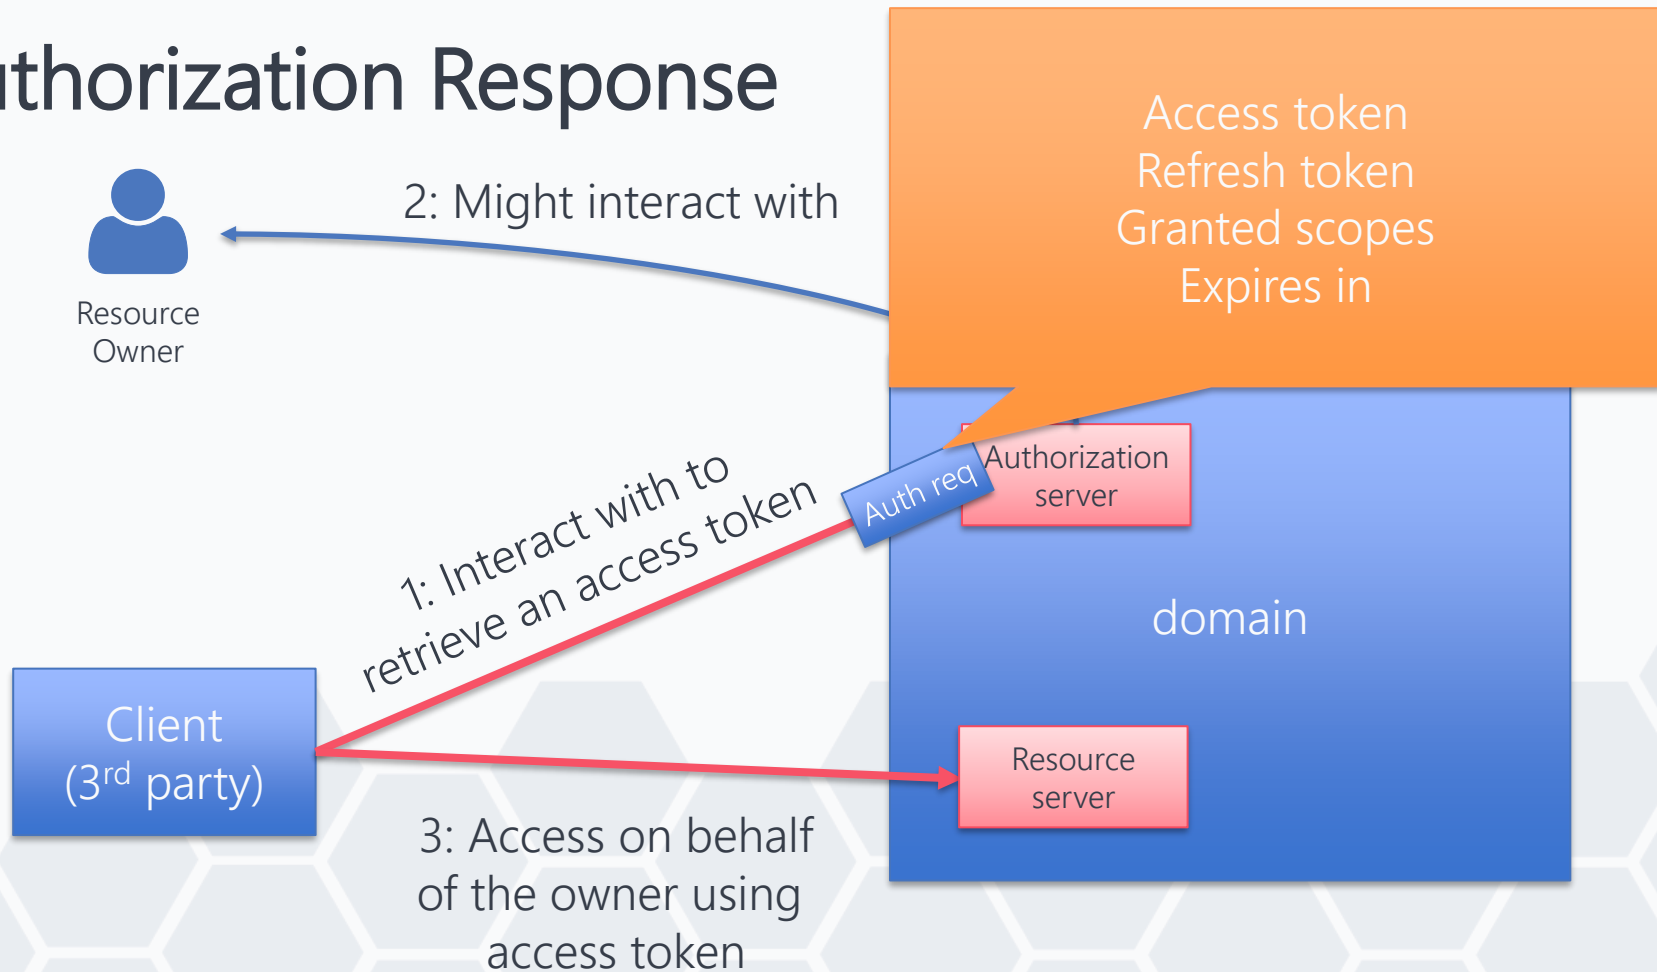 uthorization Response
Access token
Refresh token
Granted scopes
Expires in
2: Might interact with
Resource
Owner
Authorization
server
Auth req
1: Interact with to
retrieve an access token
domain
Client
(3rd party)
Resource
server
3: Access on behalf
of the owner using
access token